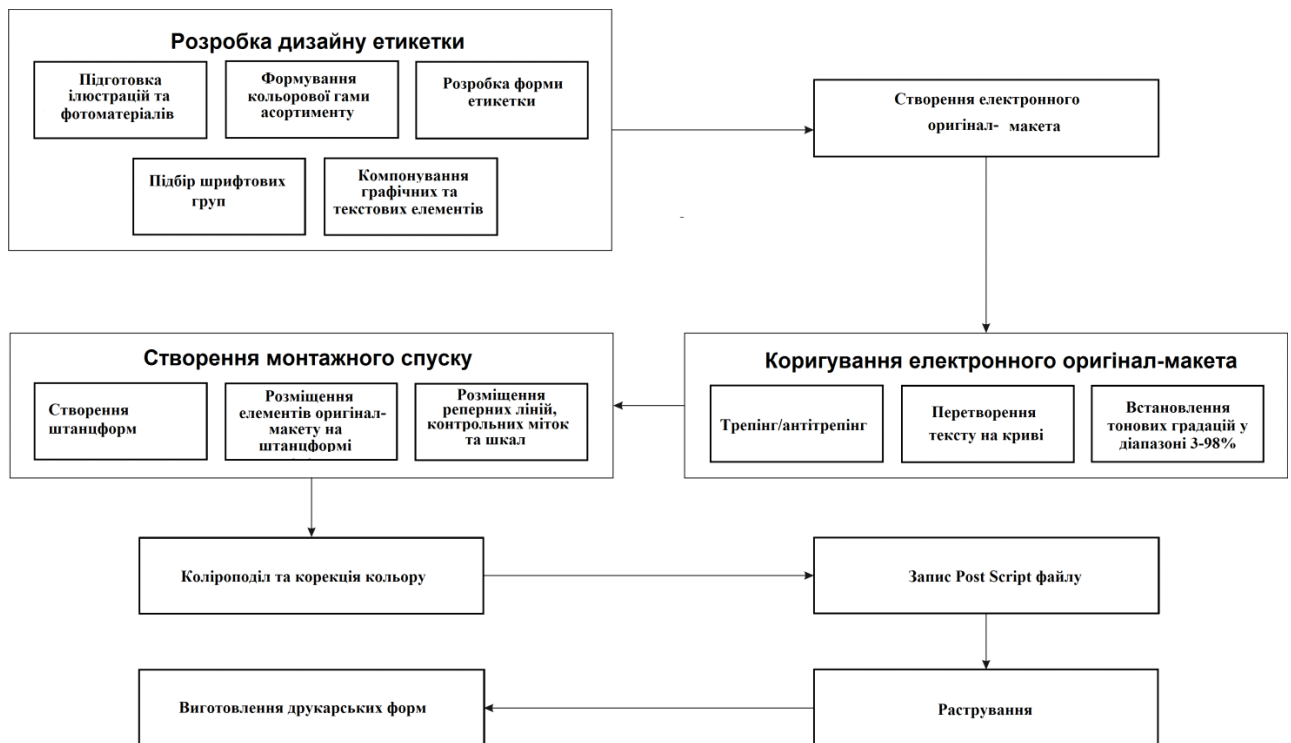 Розробка дизайну етикетки
Підготовка
ілюстрацій та
фотоматеріалів
Формування
кольорової гами
асортименту
Розробка форми
етикетки
Підбір шрифтових
груп
Компонування
графічних та
текстових елементів
Створення електронного
оригінал- макета
Створення монтажного спуску
Створення
штанцформ
Розміщення
елементів оригінал-
макету на
штанцформі
Розміщення
реперних ліній,
контрольних міток
та шкал
Коригування електронного оригінал-макета
Трепінг/антітрепінг
Перетворення
тексту на криві
Встановлення
тонових градацій у
діапазоні 3-98%
Коліроподіл та корекція кольору
Запис Post Script файлу
Виготовлення друкарських форм
Растрування